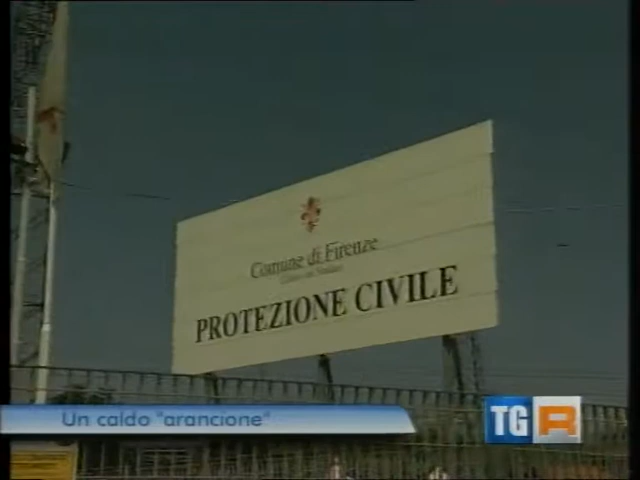 Comune di Firenze
PROTEZIONE CIVILE
Un caldo "arancione"
TGR